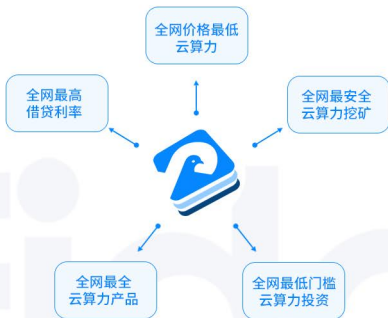 全网价格最低
云算力
全网最高
借贷利率
全网最安全
云算力挖矿
全网最全
云算力产品
全网最低门槛
云算力投资